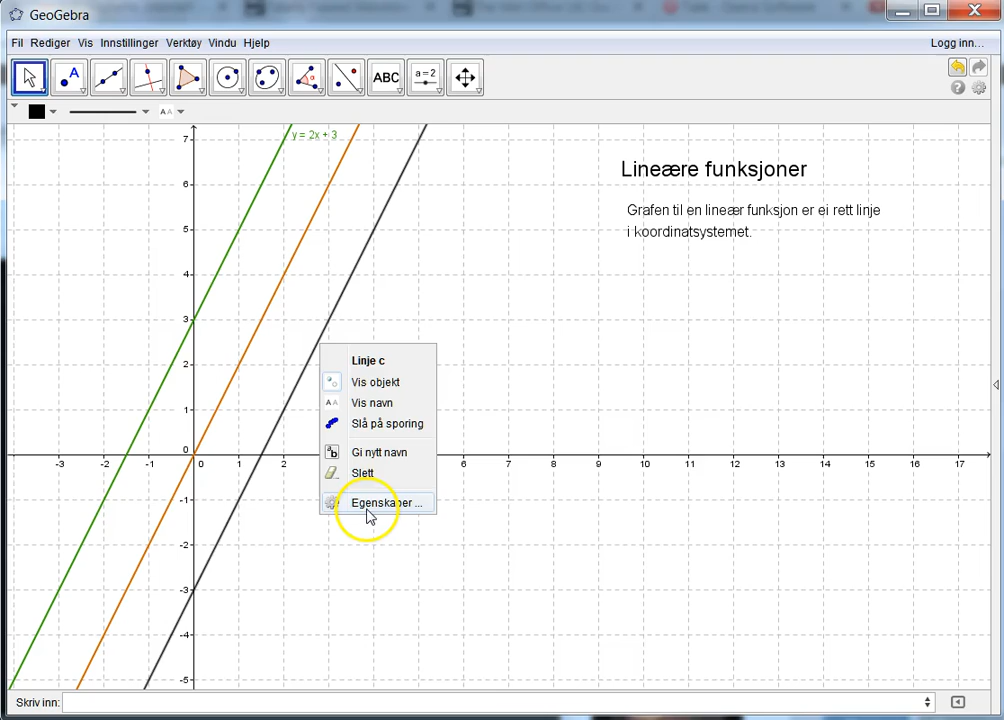 GeoGebra
Fil Rediger Vis Innstillinger Verktøy Vindu Hjelp Logg inn...
A α ABC a=2
AA
y = 2x + 3
Lineære funksjoner
Grafen til en lineær funksjon er ei rett linje
i koordinatsystemet.
7
6
5
4
3
2
1
0
-3 -2 -1 0 2 6 7 8 9 10 11 12 13 14 15 16 17
-1
-2
-3
-4
-5
Linje c
Vis objekt
AA Vis navn
Slå på sporing
ab Gi nytt navn
Slett
Egenskaper ...
Skriv inn: